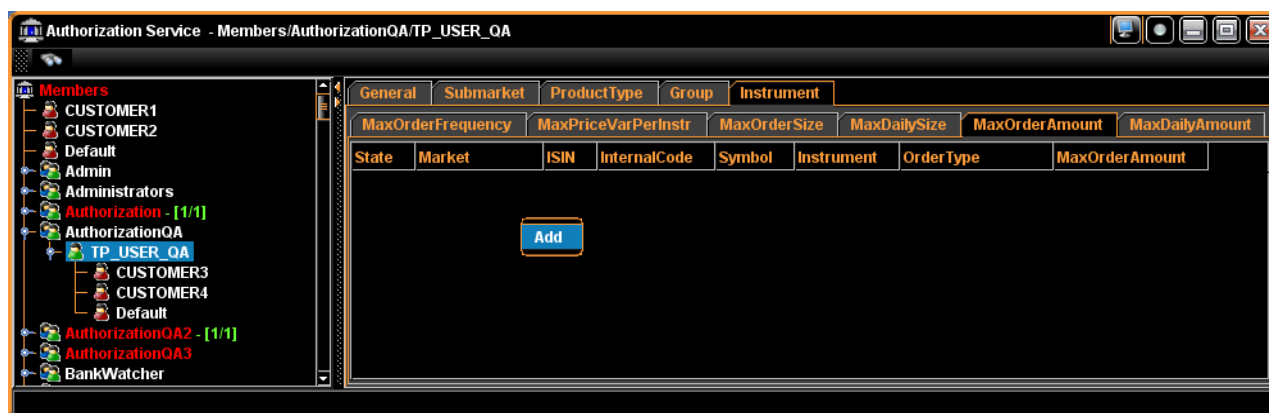 Authorization Service - Members/AuthorizationQA/TP_USER_QA
Members
CUSTOMER1
CUSTOMER2
Default
Admin
Administrators
Authorization - [1/1]
AuthorizationQA
TP_USER_QA
CUSTOMER3
CUSTOMER4
Default
AuthorizationQA2 - [1/1]
AuthorizationQA3
BankWatcher
General Submarket ProductType Group Instrument
MaxOrderFrequency MaxPriceVarPerInstr MaxOrderSize MaxDailySize MaxOrderAmount MaxDailyAmount
State Market ISIN InternalCode Symbol Instrument OrderType MaxOrderAmount
Add